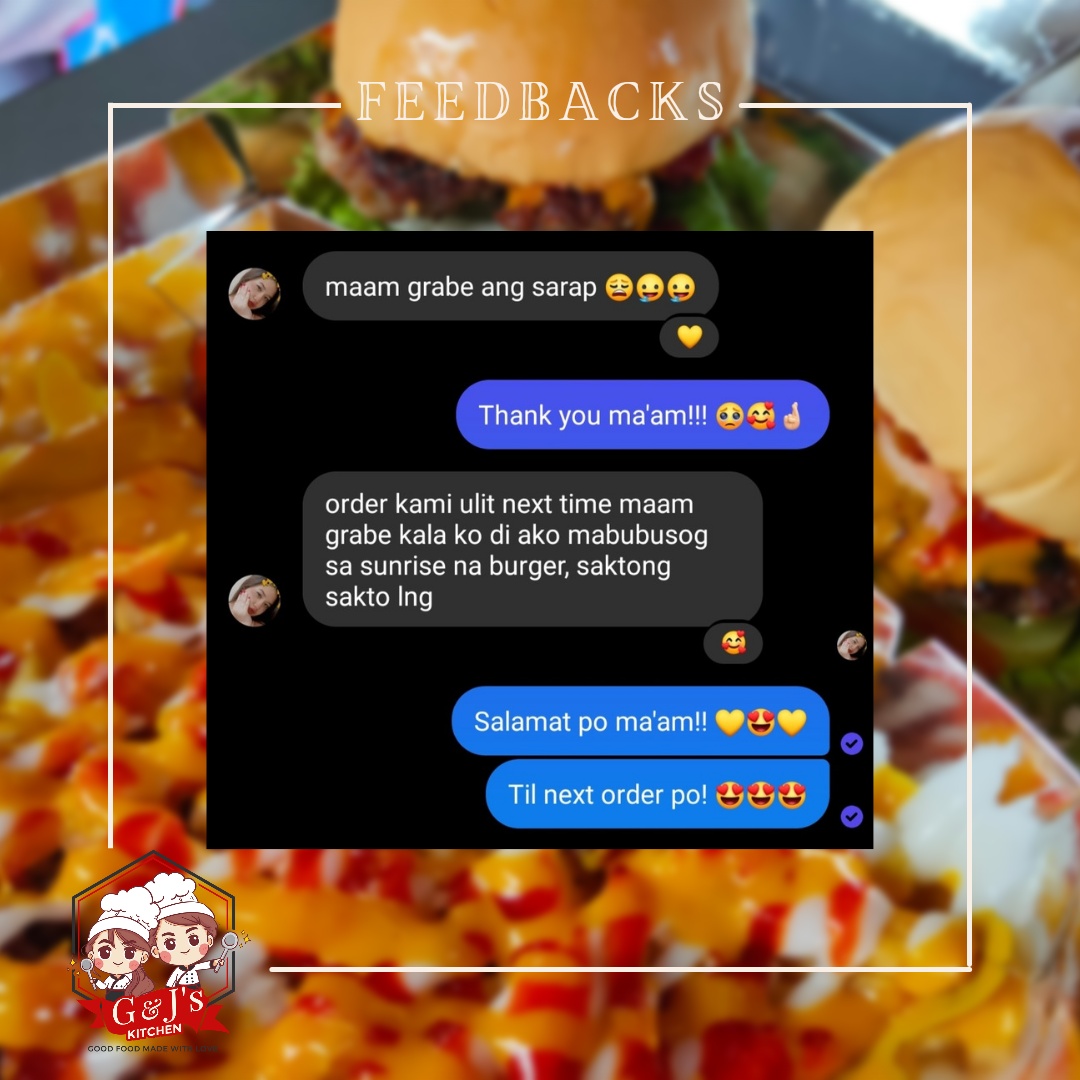 FEEDBACKS
maam grabe ang sarap 😩🤪🤪
💛
Thank you ma'am!!! 🥺🥰🤞🏻
order kami ulit next time maam
grabe kala ko di ako mabubusog
sa sunrise na burger, saktong
sakto lng
🥰
Salamat po ma'am!! 💛😍💛
Til next order po! 😍😍😍
G&J's
KITCHEN
GOOD FOOD MADE WITH